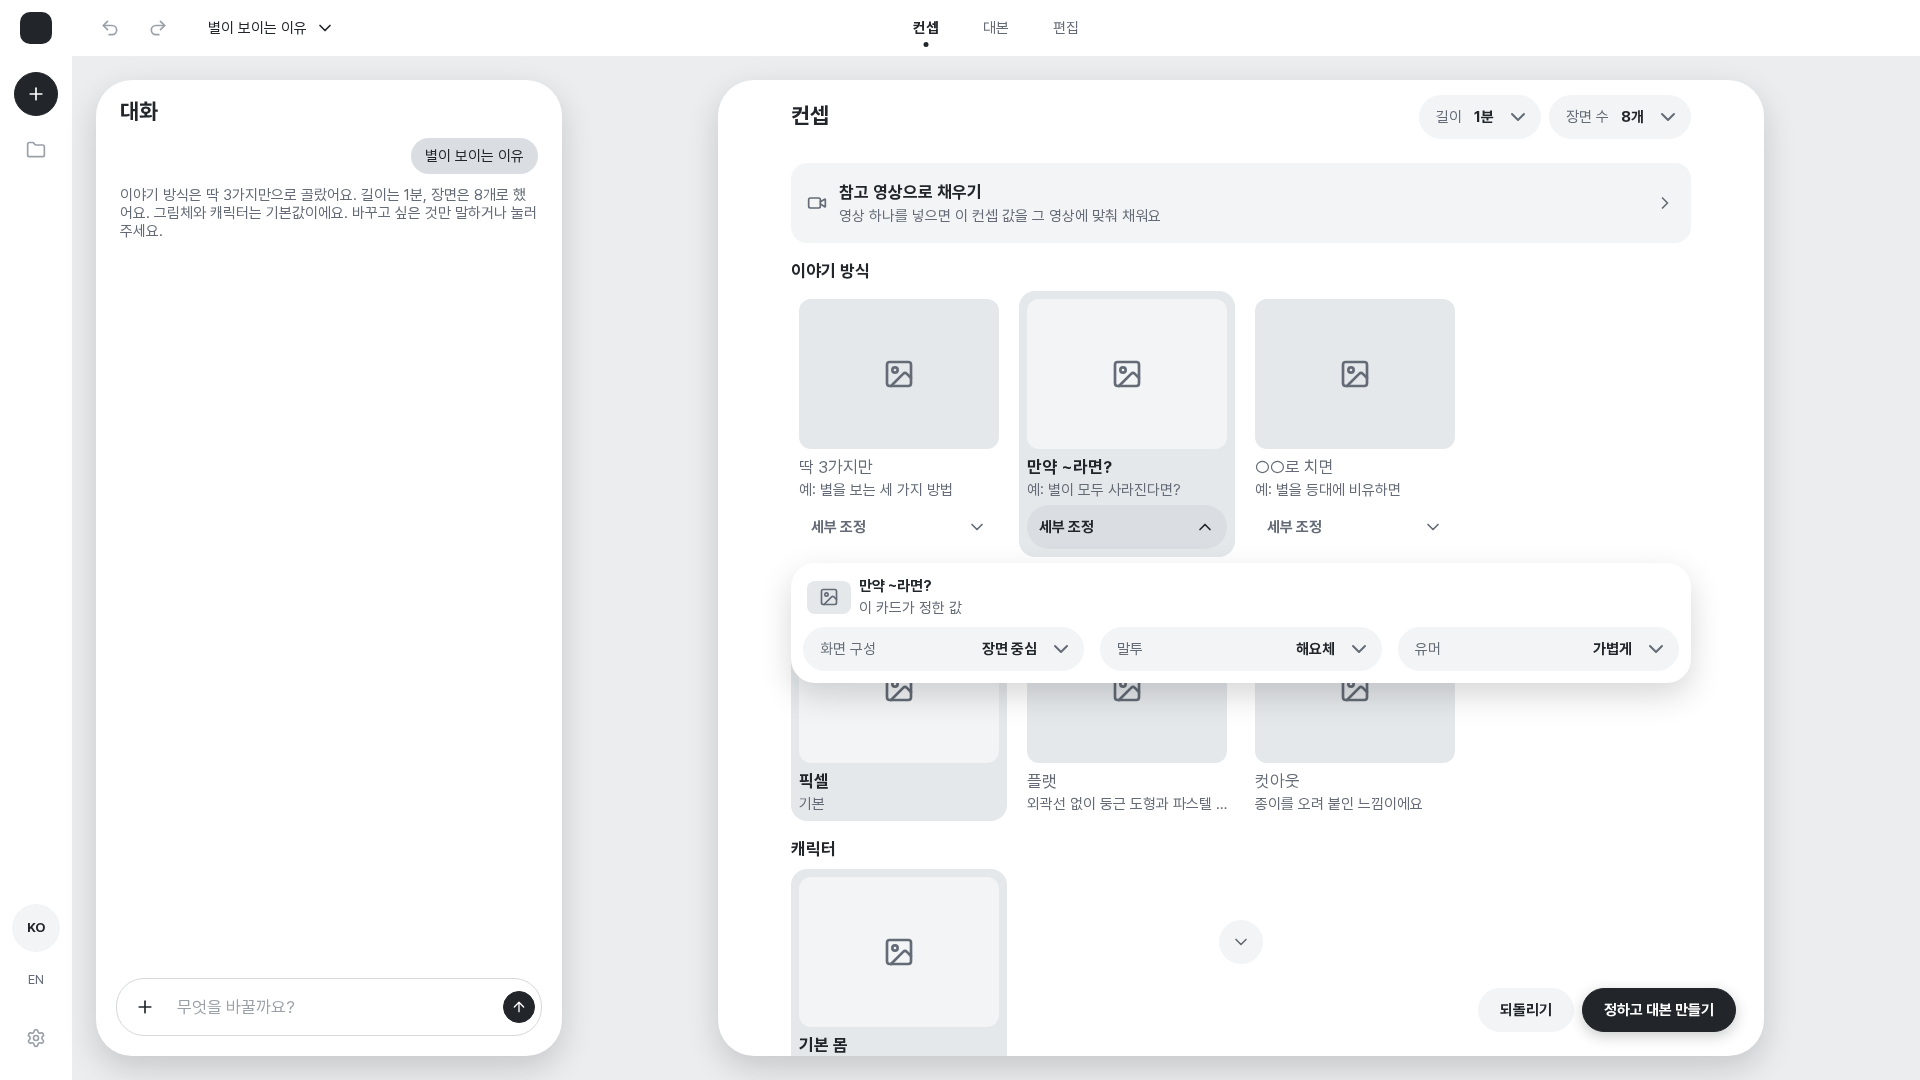 별이 보이는 이유
컨셉
대본
편집
KO
EN
대화
별이 보이는 이유
이야기 방식은 딱 3가지만으로 골랐어요. 길이는 1분, 장면은 8개로 했
어요. 그림체와 캐릭터는 기본값이에요. 바꾸고 싶은 것만 말하거나 눌러
주세요.
무엇을 바꿀까요?
컨셉
길이 1분
장면 수 8개
참고 영상으로 채우기
영상 하나를 넣으면 이 컨셉 값을 그 영상에 맞춰 채워요
이야기 방식
딱 3가지만
예: 별을 보는 세 가지 방법
세부 조정
만약 ~라면?
예: 별이 모두 사라진다면?
세부 조정
○○로 치면
예: 별을 등대에 비유하면
세부 조정
만약 ~라면?
이 카드가 정한 값
화면 구성 장면 중심
말투 해요체
유머 가볍게
픽셀
기본
플랫
외곽선 없이 둥근 도형과 파스텔 ...
컷아웃
종이를 오려 붙인 느낌이에요
캐릭터
기본 몸
되돌리기
정하고 대본 만들기